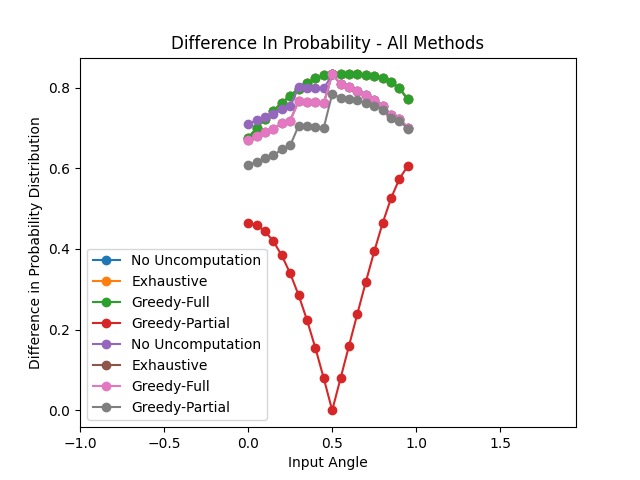 Difference In Probability - All Methods
Difference in Probability Distribution
0.8
0.6
0.4
0.2
0.0
No Uncomputation
Exhaustive
Greedy-Full
Greedy-Partial
No Uncomputation
Exhaustive
Greedy-Full
Greedy-Partial
−1.0 −0.5 0.0 0.5 1.0 1.5
Input Angle